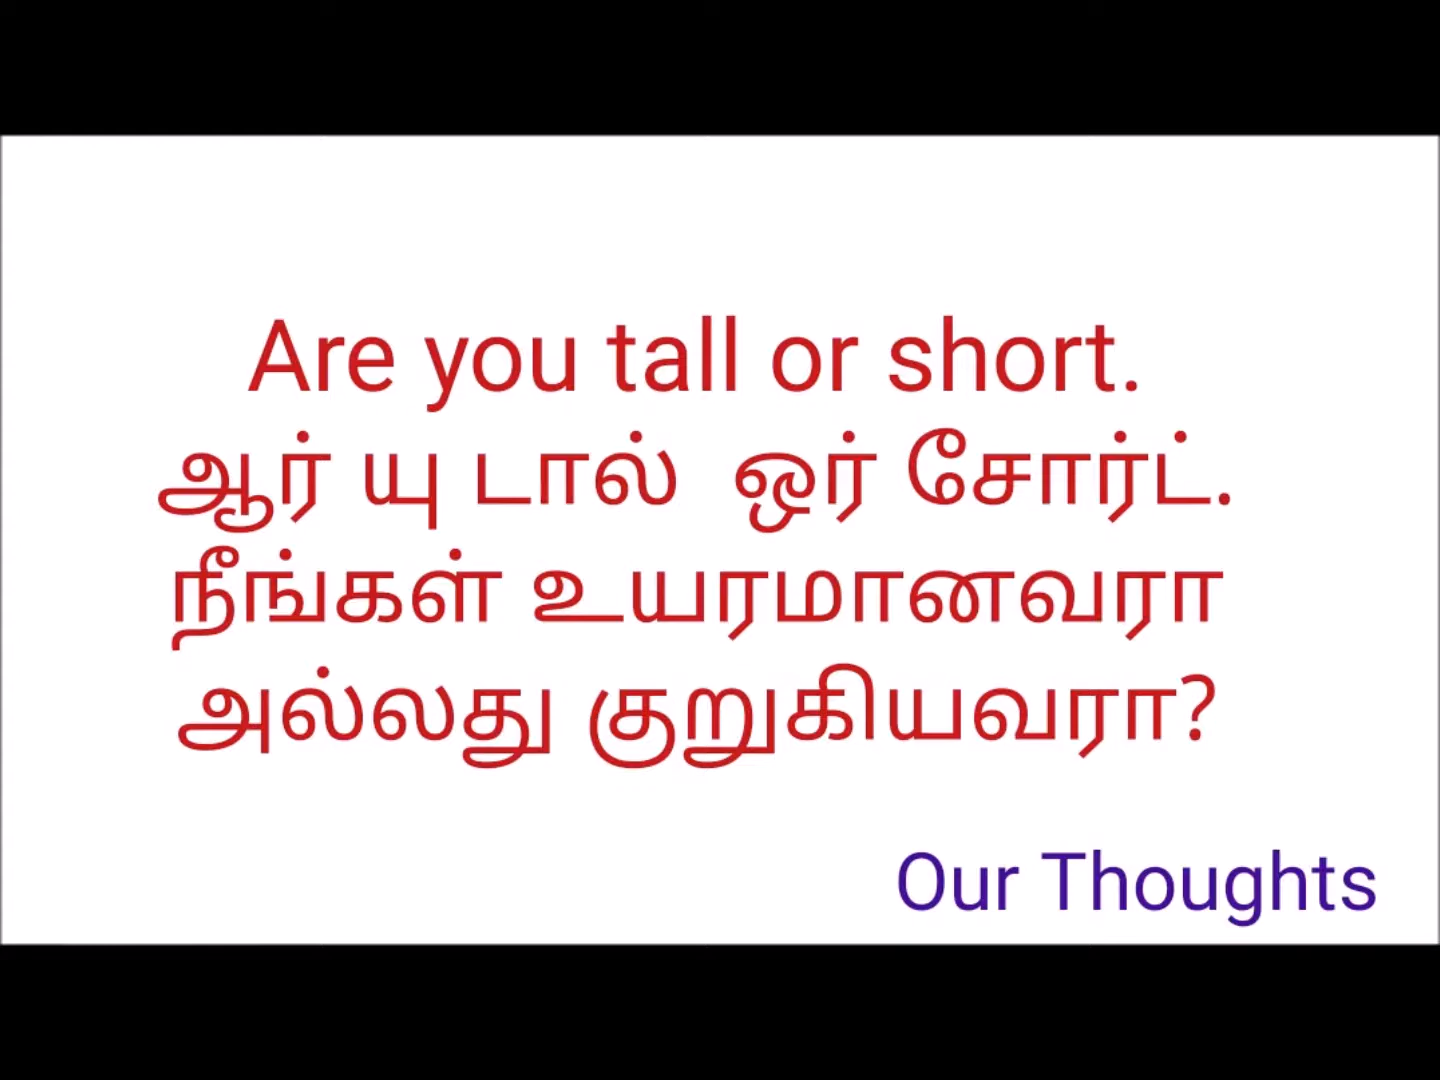 Are you tall or short.
ஆர் யு டால் ஒர் சோர்ட்.
நீங்கள் உயரமானவரா
அல்லது குறுகியவரா?
Our Thoughts